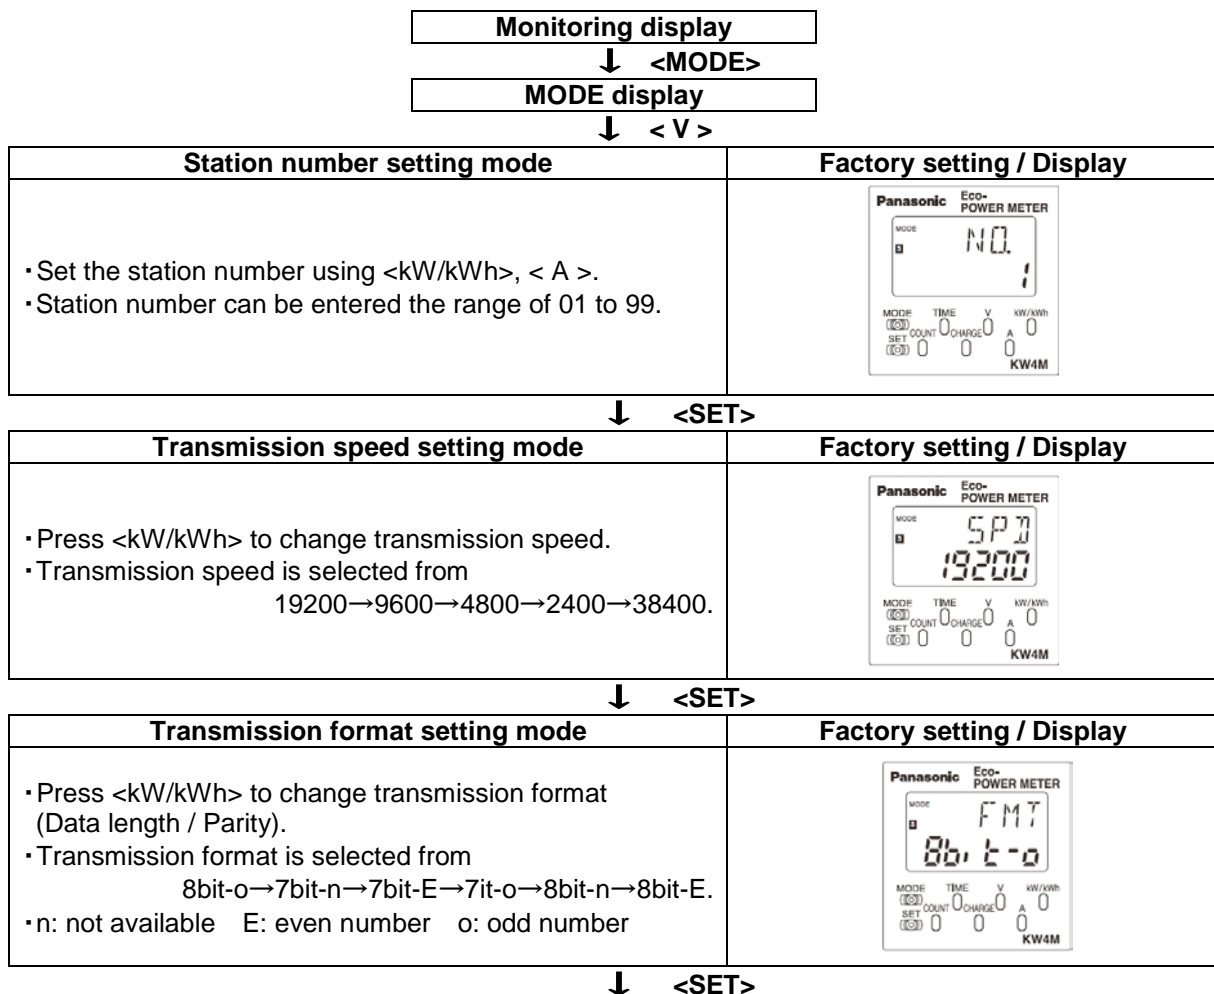 Monitoring display
↓ <MODE>
MODE display
↓ < V >
Station number setting mode
Factory setting / Display
・Set the station number using <kW/kWh>, < A >.
・Station number can be entered the range of 01 to 99.
Panasonic Eco-
POWER METER
MODE
3
NO.
1
MODE TIME V kW/kWh
SET COUNT CHARGE A
KW4M
↓ <SET>
Transmission speed setting mode
Factory setting / Display
・Press <kW/kWh> to change transmission speed.
・Transmission speed is selected from
19200→9600→4800→2400→38400.
Panasonic Eco-
POWER METER
MODE
3
SPD
19200
MODE TIME V kW/kWh
SET COUNT CHARGE A
KW4M
↓ <SET>
Transmission format setting mode
Factory setting / Display
・Press <kW/kWh> to change transmission format
(Data length / Parity).
・Transmission format is selected from
8bit-o→7bit-n→7bit-E→7it-o→8bit-n→8bit-E.
・n: not available E: even number o: odd number
Panasonic Eco-
POWER METER
MODE
3
FMT
8bit-o
MODE TIME V kW/kWh
SET COUNT CHARGE A
KW4M
↓ <SET>